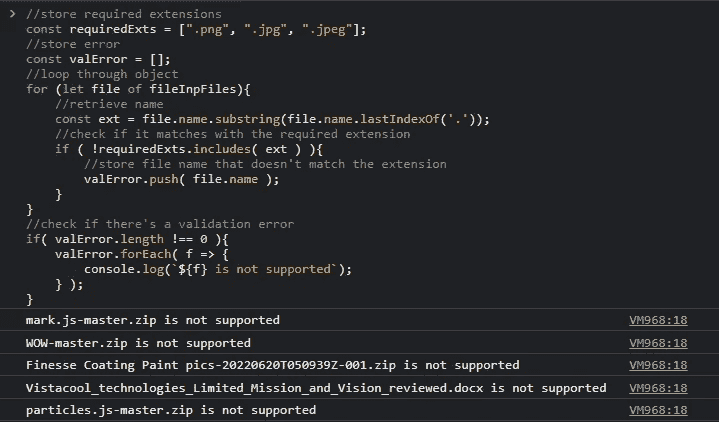 > //store required extensions
const requiredExts = [".png", ".jpg", ".jpeg"];
//store error
const valError = [];
//loop through object
for (let file of fileInpFiles){
//retrieve name
const ext = file.name.substring(file.name.lastIndexOf('.'));
//check if it matches with the required extension
if ( !requiredExts.includes( ext ) ){
//store file name that doesn't match the extension
valError.push( file.name );
}
}
//check if there's a validation error
if( valError.length !== 0 ){
valError.forEach( f => {
console.log(`${f} is not supported`);
} );
}
mark.js-master.zip is not supported VM968:18
WOW-master.zip is not supported VM968:18
Finesse Coating Paint pics-20220620T050939Z-001.zip is not supported VM968:18
Vistacool_technologies_Limited_Mission_and_Vision_reviewed.docx is not supported VM968:18
particles.js-master.zip is not supported VM968:18